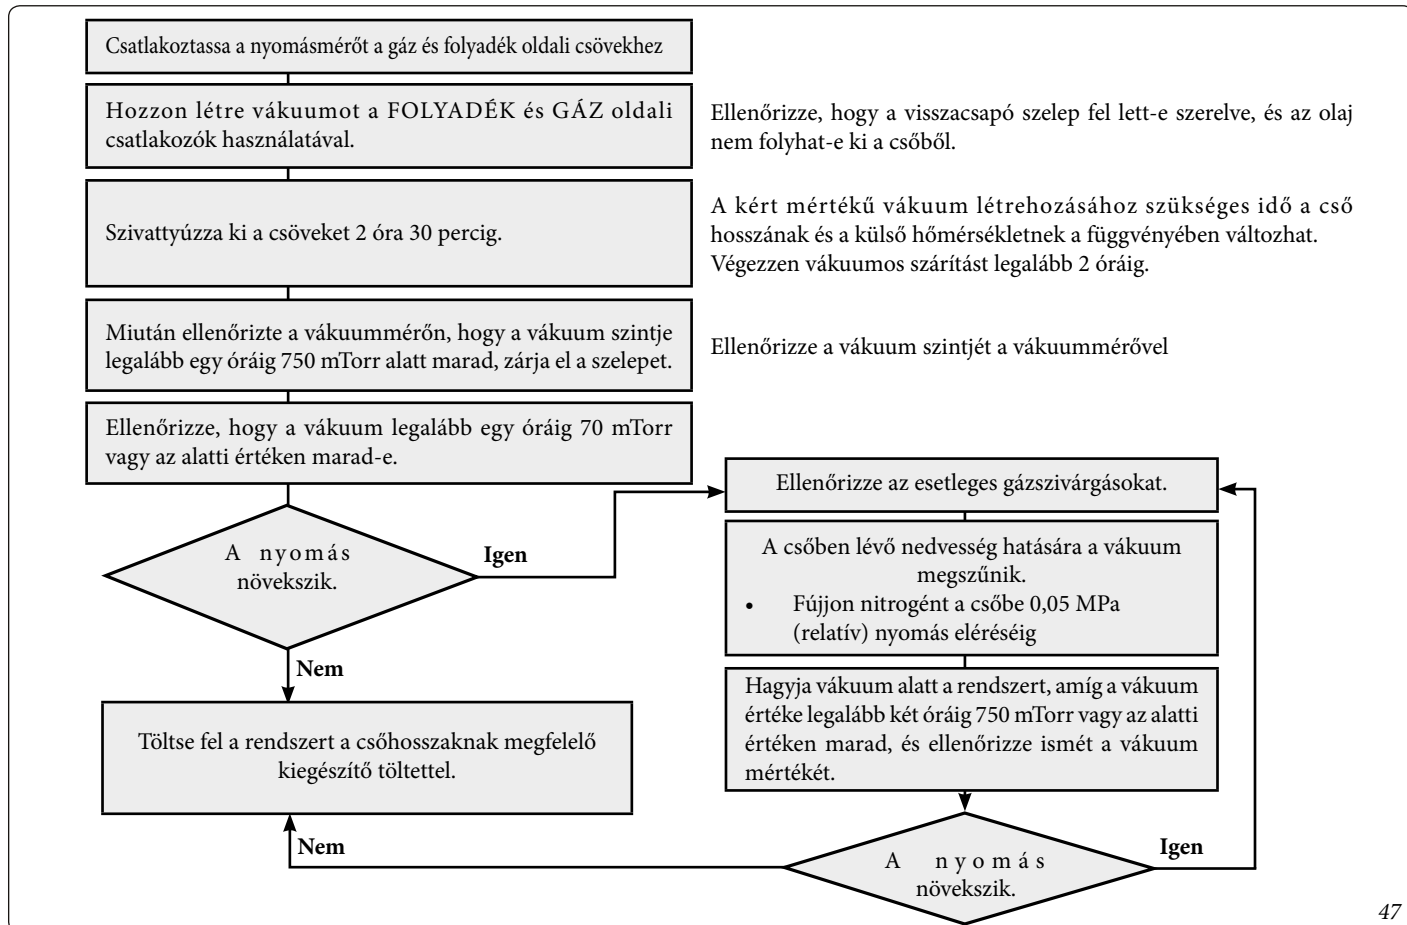 Csatlakoztassa a nyomásmérőt a gáz és folyadék oldali csövekhez
Hozzon létre vákuumot a FOLYADÉK és GÁZ oldali
csatlakozók használatával.
Ellenőrizze, hogy a visszacsapó szelep fel lett-e szerelve, és az olaj
nem folyhat-e ki a csőből.
Szivattyúzza ki a csöveket 2 óra 30 percig.
A kért mértékű vákuum létrehozásához szükséges idő a cső
hosszának és a külső hőmérsékletnek a függvényében változhat.
Végezzen vákuumos szárítást legalább 2 óráig.
Miután ellenőrizte a vákuummérőn, hogy a vákuum szintje
legalább egy óráig 750 mTorr alatt marad, zárja el a szelepet.
Ellenőrizze a vákuum szintjét a vákuummérővel
Ellenőrizze, hogy a vákuum legalább egy óráig 70 mTorr
vagy az alatti értéken marad-e.
A nyomás
növekszik.
Igen
Nem
Töltse fel a rendszert a csőhosszaknak megfelelő
kiegészítő töltettel.
Ellenőrizze az esetleges gázszivárgásokat.
A csőben lévő nedvesség hatására a vákuum
megszűnik.
• Fújjon nitrogént a csőbe 0,05 MPa
(relatív) nyomás eléréséig
Hagyja vákuum alatt a rendszert, amíg a vákuum
értéke legalább két óráig 750 mTorr vagy az alatti
értéken marad, és ellenőrizze ismét a vákuum
mértékét.
A nyomás
növekszik.
Igen
Nem
47